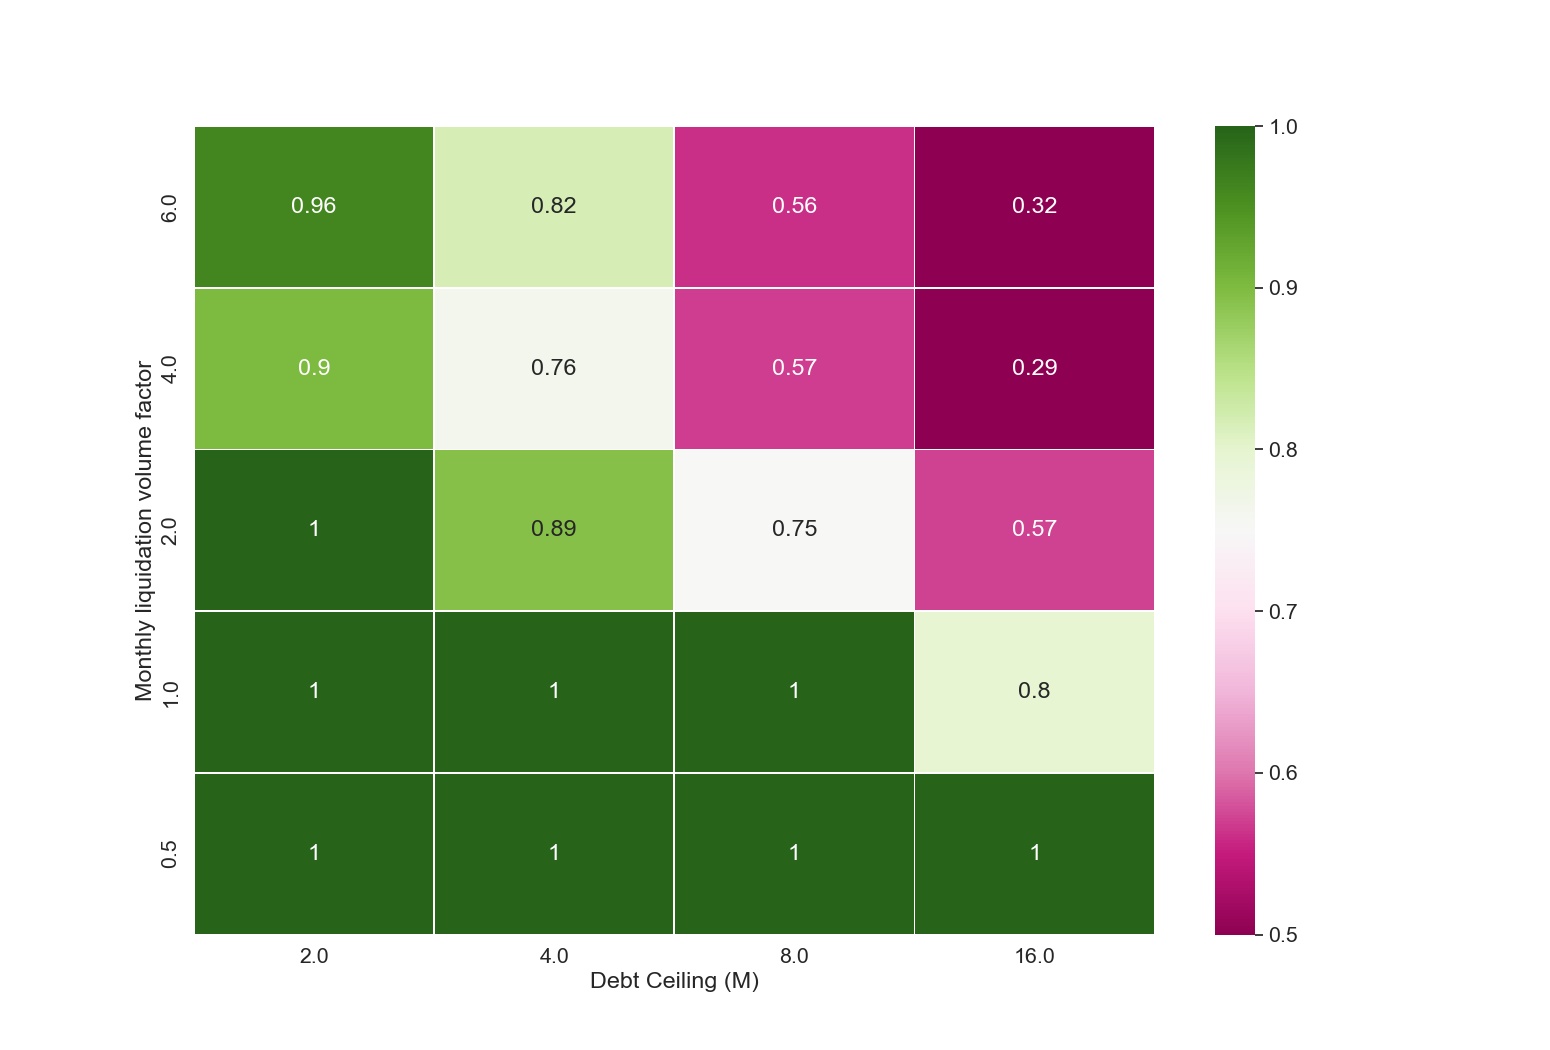 Monthly liquidation volume factor
6.0
0.96 0.82 0.56 0.32
4.0
0.9 0.76 0.57 0.29
2.0
1 0.89 0.75 0.57
1.0
1 1 1 0.8
0.5
1 1 1 1
2.0 4.0 8.0 16.0
Debt Ceiling (M)
1.0
0.9
0.8
0.7
0.6
0.5